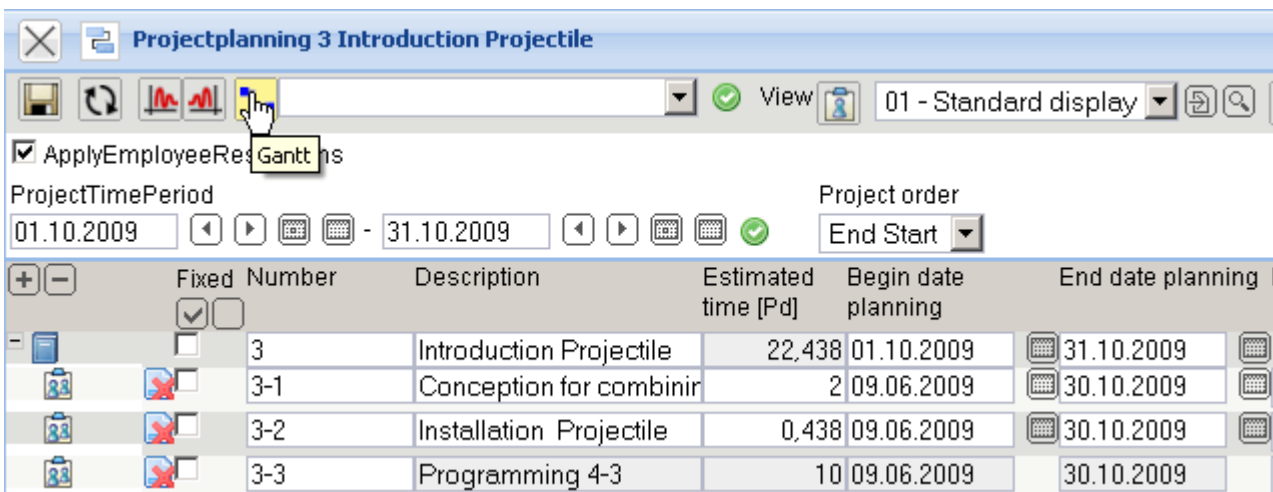 Projectplanning 3 Introduction Projectile
View 01 - Standard display
ApplyEmployeeRes
Gantt
ns
ProjectTimePeriod Project order
01.10.2009 - 31.10.2009 End Start
Fixed Number Description Estimated time [Pd] Begin date planning End date planning
3 Introduction Projectile 22,438 01.10.2009 31.10.2009
3-1 Conception for combinin 2 09.06.2009 30.10.2009
3-2 Installation Projectile 0,438 09.06.2009 30.10.2009
3-3 Programming 4-3 10 09.06.2009 30.10.2009